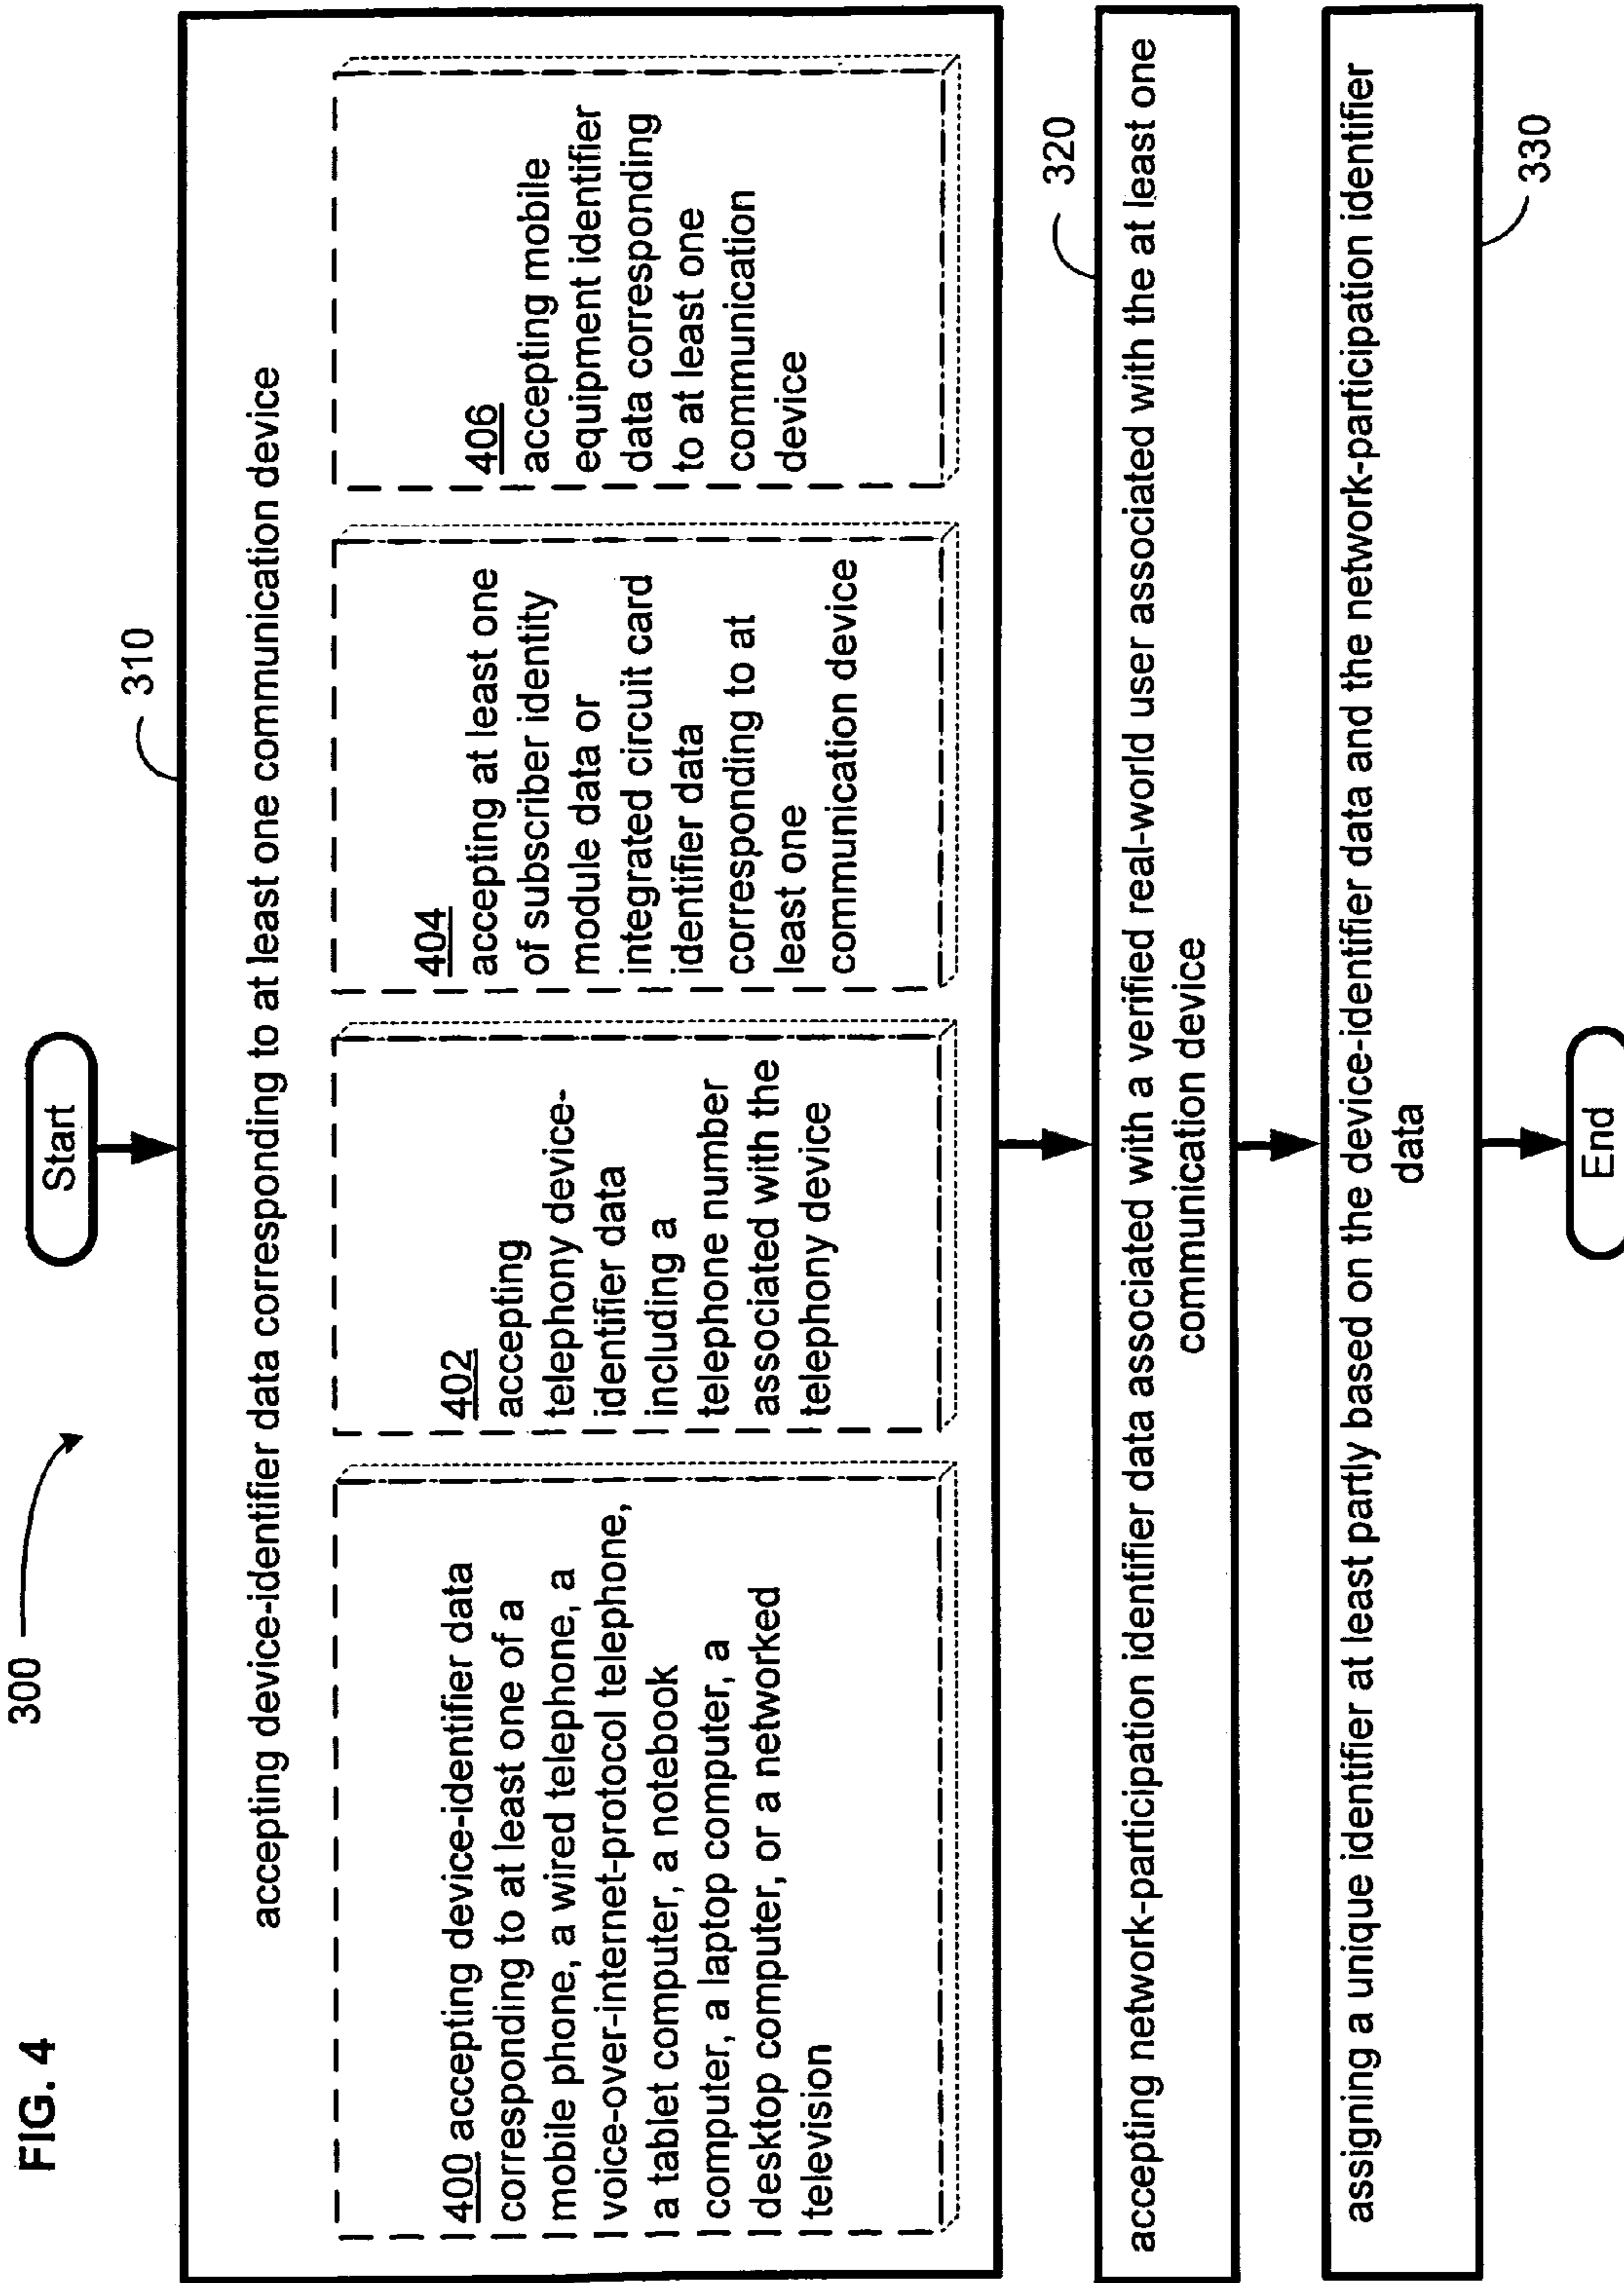 FIG. 4
300
Start
310
accepting device-identifier data corresponding to at least one communication device
400 accepting device-identifier data
corresponding to at least one of a
mobile phone, a wired telephone, a
voice-over-internet-protocol telephone,
a tablet computer, a notebook
computer, a laptop computer, a
desktop computer, or a networked
television
402
accepting
telephony device-
identifier data
including a
telephone number
associated with the
telephony device
404
accepting at least one
of subscriber identity
module data or
integrated circuit card
identifier data
corresponding to at
least one
communication device
406
accepting mobile
equipment identifier
data corresponding
to at least one
communication
device
320
accepting network-participation identifier data associated with a verified real-world user associated with the at least one
communication device
assigning a unique identifier at least partly based on the device-identifier data and the network-participation identifier
data
330
End